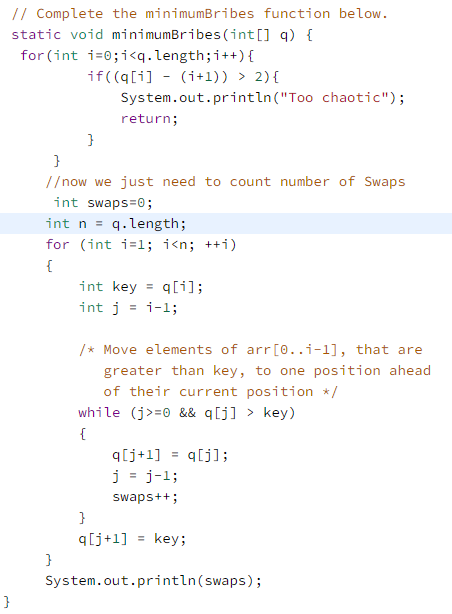 // Complete the minimumBribes function below.
static void minimumBribes(int[] q) {
for(int i=0;i<q.length;i++){
if((q[i] - (i+1)) > 2){
System.out.println("Too chaotic");
return;
}
}
//now we just need to count number of Swaps
int swaps=0;
int n = q.length;
for (int i=1; i<n; ++i)
{
int key = q[i];
int j = i-1;
/* Move elements of arr[0..i-1], that are
greater than key, to one position ahead
of their current position */
while (j>=0 && q[j] > key)
{
q[j+1] = q[j];
j = j-1;
swaps++;
}
q[j+1] = key;
}
System.out.println(swaps);
}